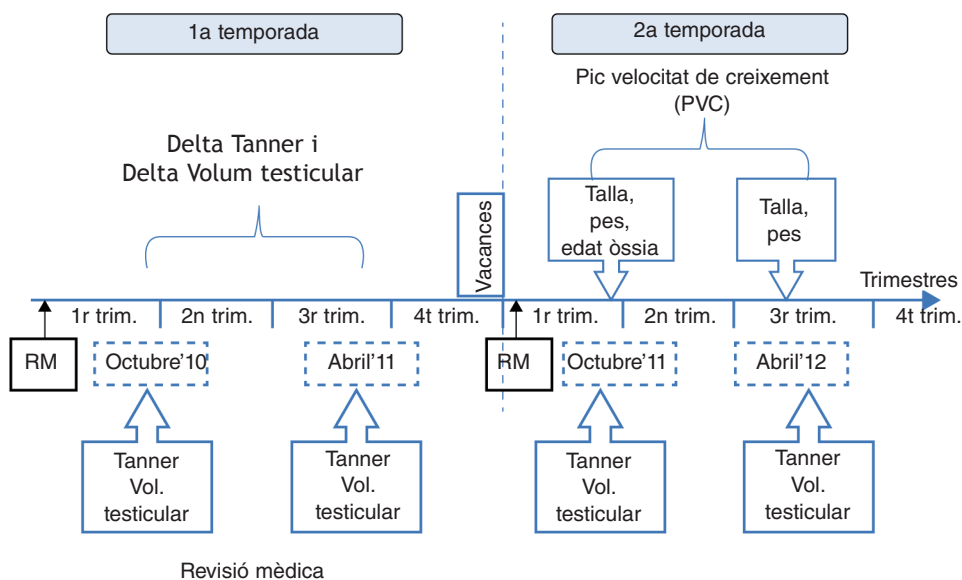 1a temporada
2a temporada
Pic velocitat de creixement
(PVC)
Delta Tanner i
Delta Volum testicular
Vacances
Talla,
pes,
edat òssia
Talla,
pes
Trimestres
1r trim.
2n trim.
3r trim.
4t trim.
1r trim.
2n trim.
3r trim.
4t trim.
RM
Octubre'10
Abril'11
RM
Octubre'11
Abril'12
Tanner
Vol.
testicular
Tanner
Vol.
testicular
Tanner
Vol.
testicular
Tanner
Vol.
testicular
Revisió mèdica